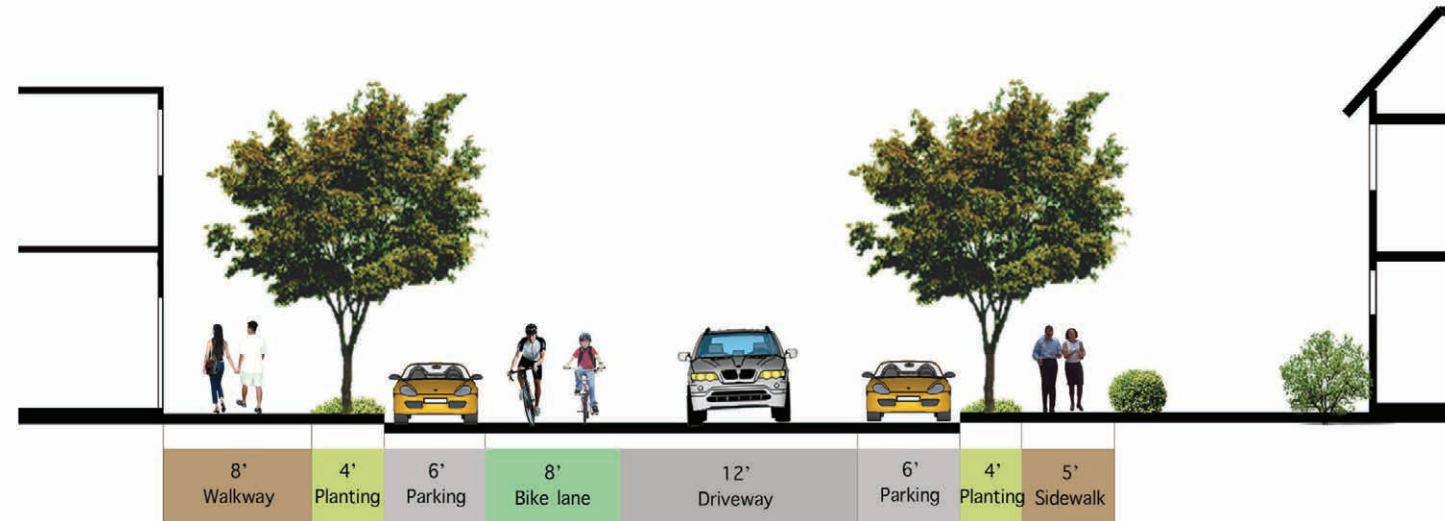 8’
Walkway
4’
Planting
6’
Parking
8’
Bike lane
12’
Driveway
6’
Parking
4’
Planting
5’
Sidewalk